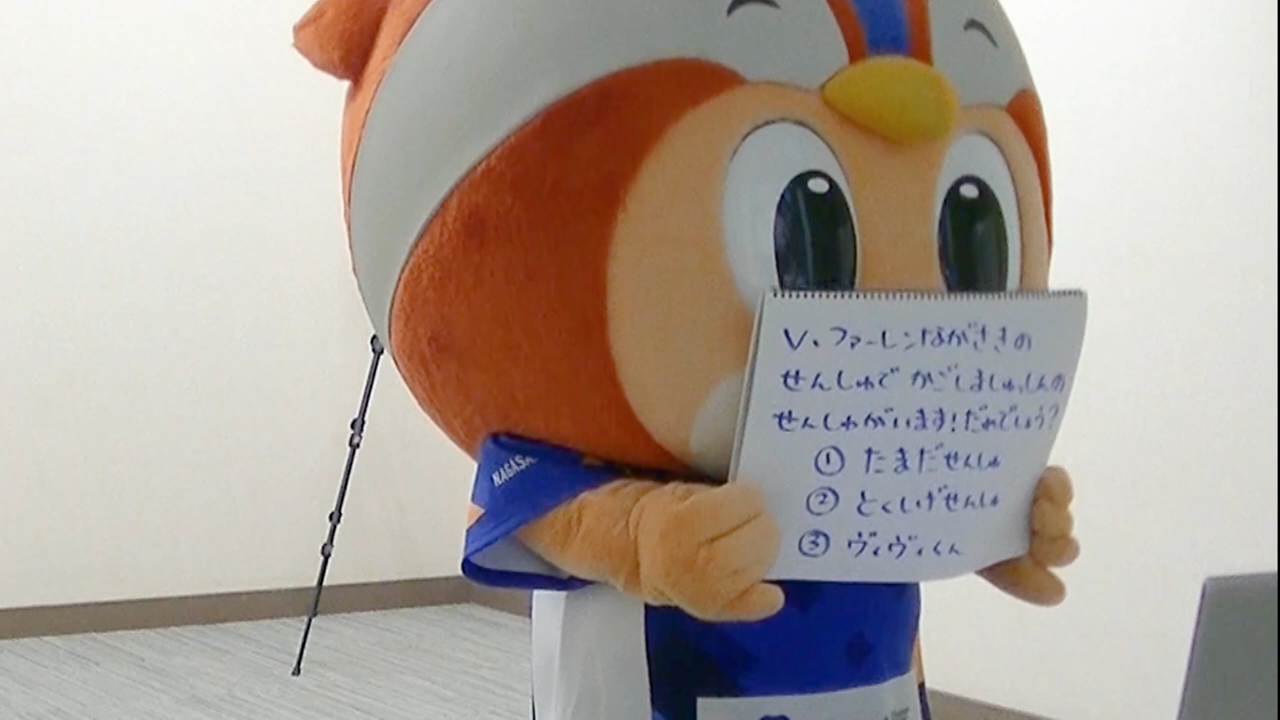 NAGASA
V・ファーレンながさきの
せんしゅで かごしましゅっしんの
せんしゅがいます!だれでしょう?
① たまだせんしゅ
② とくしげせんしゅ
③ ヴィヴィくん